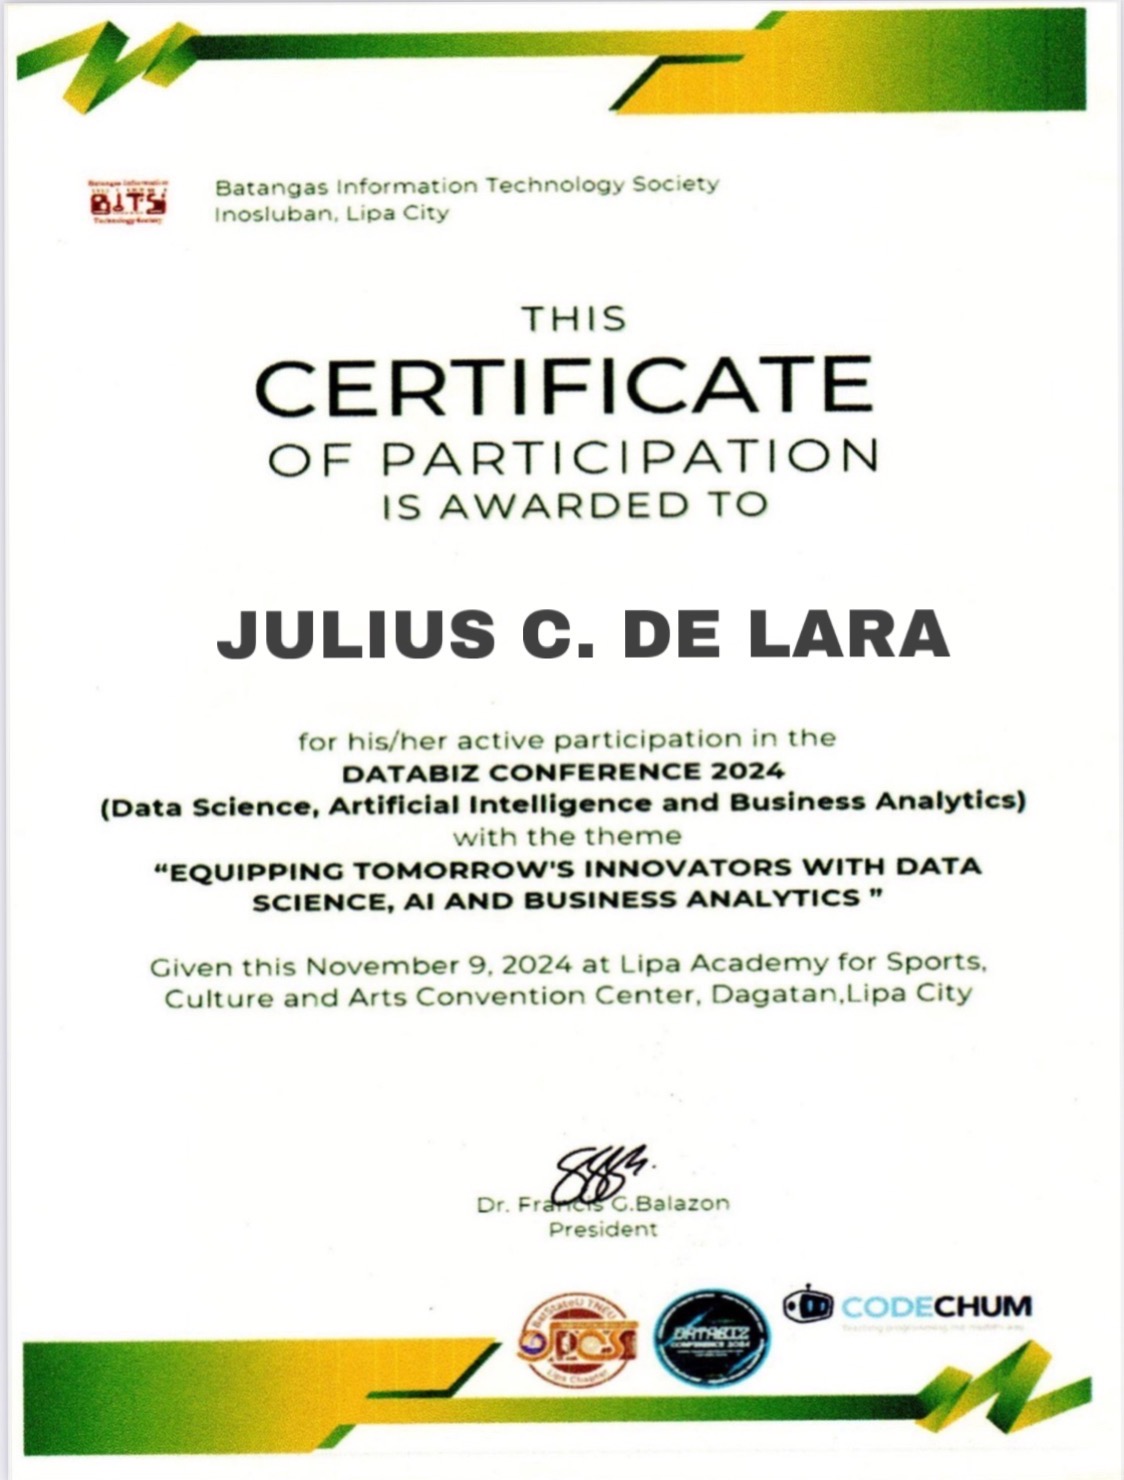 Batangas Information
BITS
Technology Society
Batangas Information Technology Society
Inosluban, Lipa City
THIS
CERTIFICATE
OF PARTICIPATION
IS AWARDED TO
JULIUS C. DE LARA
for his/her active participation in the
DATABIZ CONFERENCE 2024
(Data Science, Artificial Intelligence and Business Analytics)
with the theme
“EQUIPPING TOMORROW'S INNOVATORS WITH DATA
SCIENCE, AI AND BUSINESS ANALYTICS ”
Given this November 9, 2024 at Lipa Academy for Sports,
Culture and Arts Convention Center, Dagatan,Lipa City
Dr. Francis G.Balazon
President
BatStateU TNEU
JPCS
Lipa Chapter
DATABIZ
CONFERENCE 2024
CODECHUM